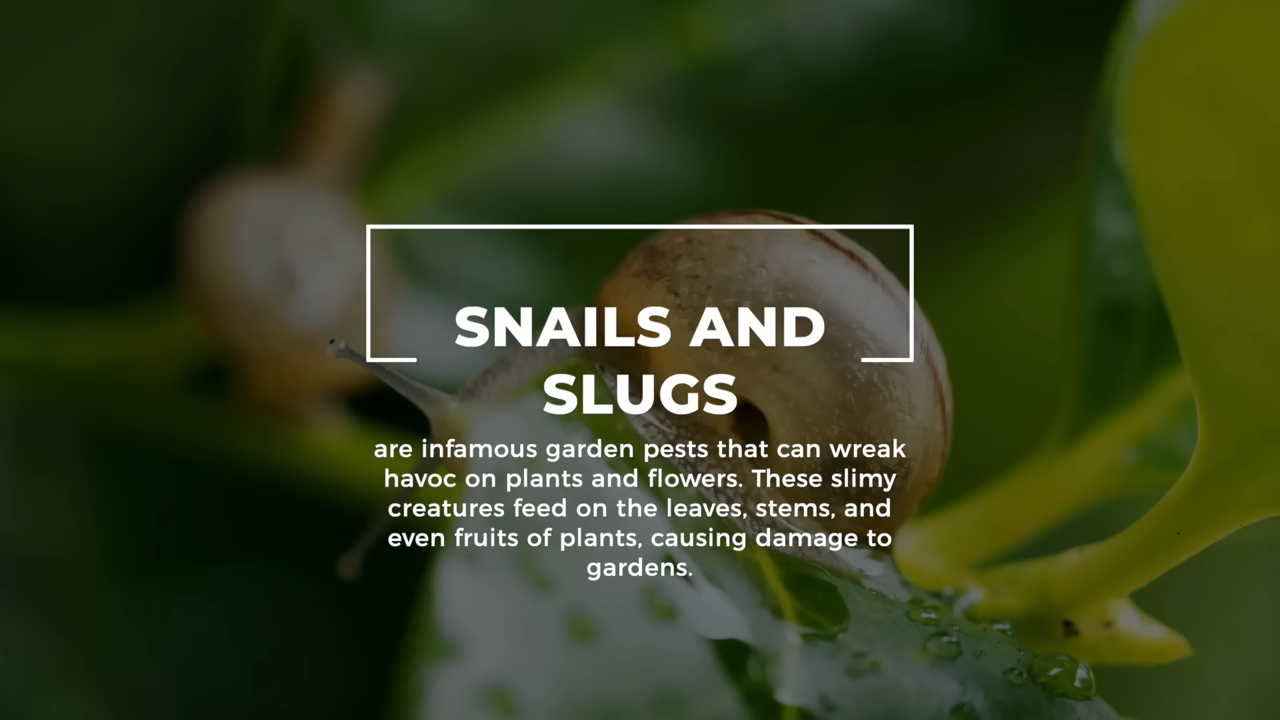 SNAILS AND
SLUGS
are infamous garden pests that can wreak
havoc on plants and flowers. These slimy
creatures feed on the leaves, stems, and
even fruits of plants, causing damage to
gardens.